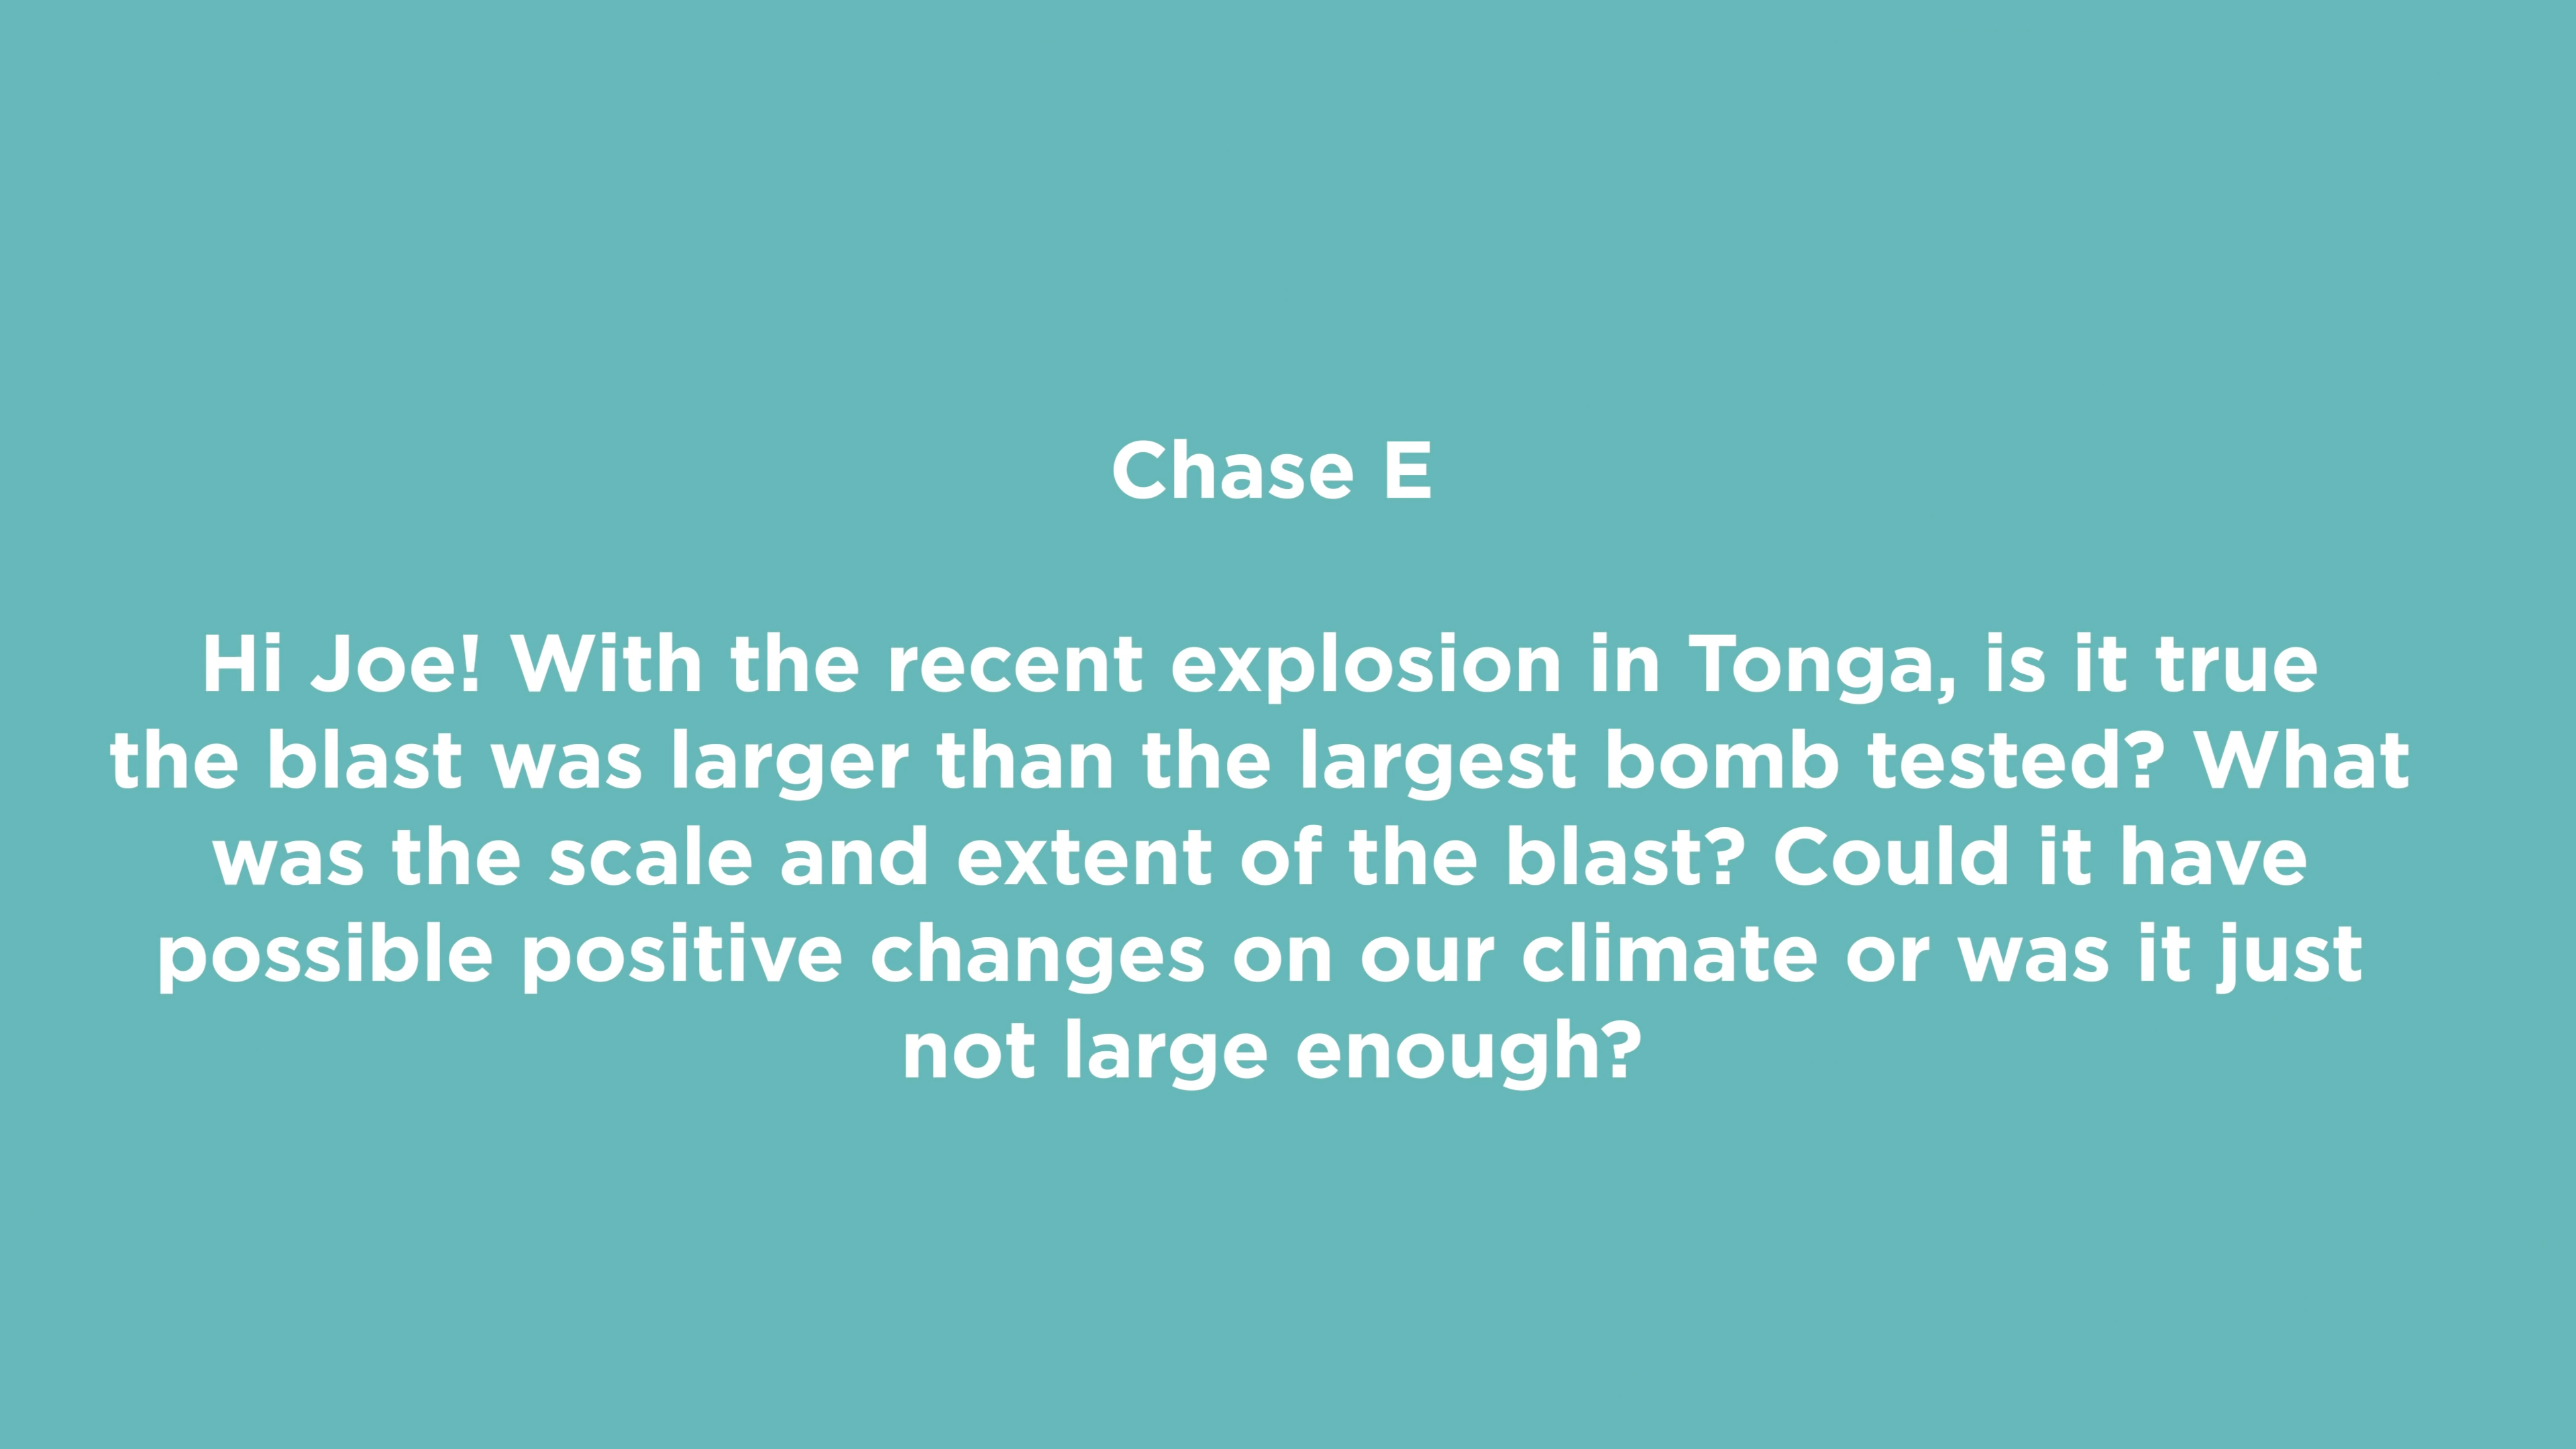 Chase E
Hi Joe! With the recent explosion in Tonga, is it true
the blast was larger than the largest bomb tested? What
was the scale and extent of the blast? Could it have
possible positive changes on our climate or was it just
not large enough?